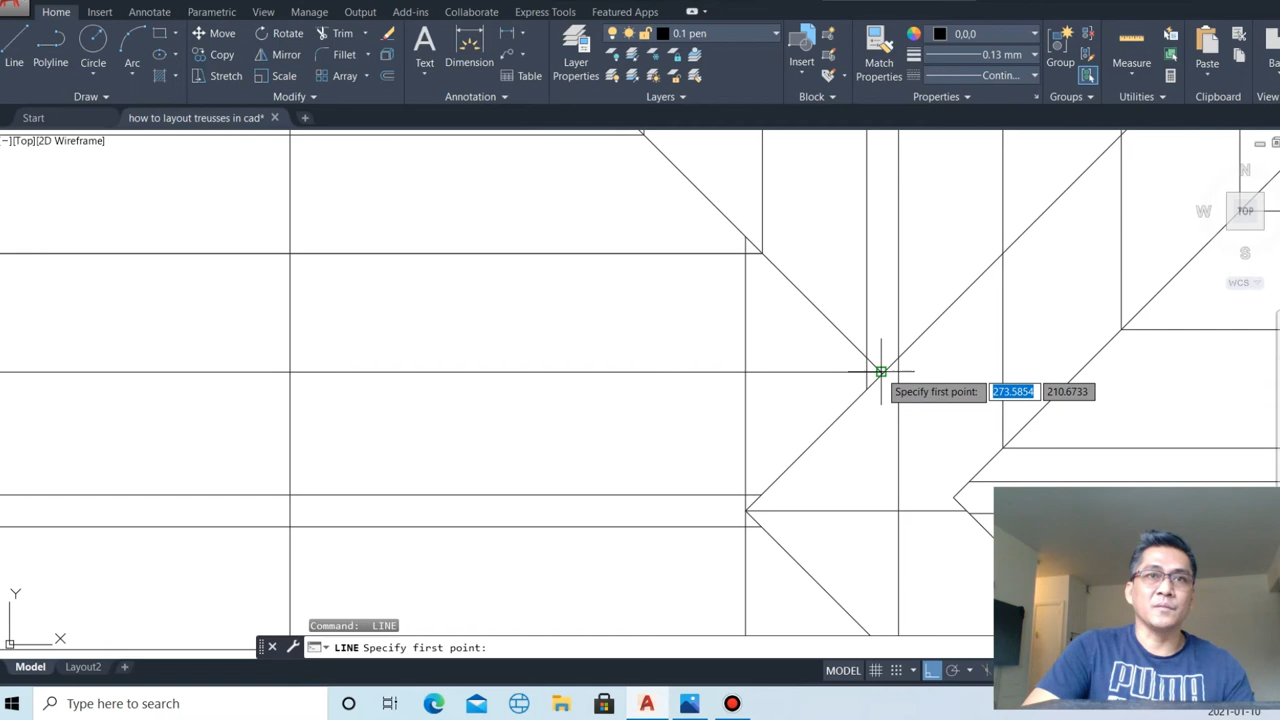 Home Insert Annotate Parametric View Manage Output Add-ins Collaborate Express Tools Featured Apps
Move Rotate Trim
Copy Mirror Fillet
Stretch Scale Array
Line Polyline Circle Arc
Text Dimension Table
Layer Properties
0.1 pen
Insert
Match Properties
0,0,0
0.13 mm
Contin...
Group
Measure
Paste
Ba
Draw Modify Annotation Layers Block Properties Groups Utilities Clipboard View
Start how to layout treusses in cad*
[−][Top][2D Wireframe]
N
W TOP
S
WCS
Specify first point: 273.5854 210.6733
Y
X
Command: LINE
LINE Specify first point:
Model Layout2 MODEL
PUMA
Type here to search
2021-01-10